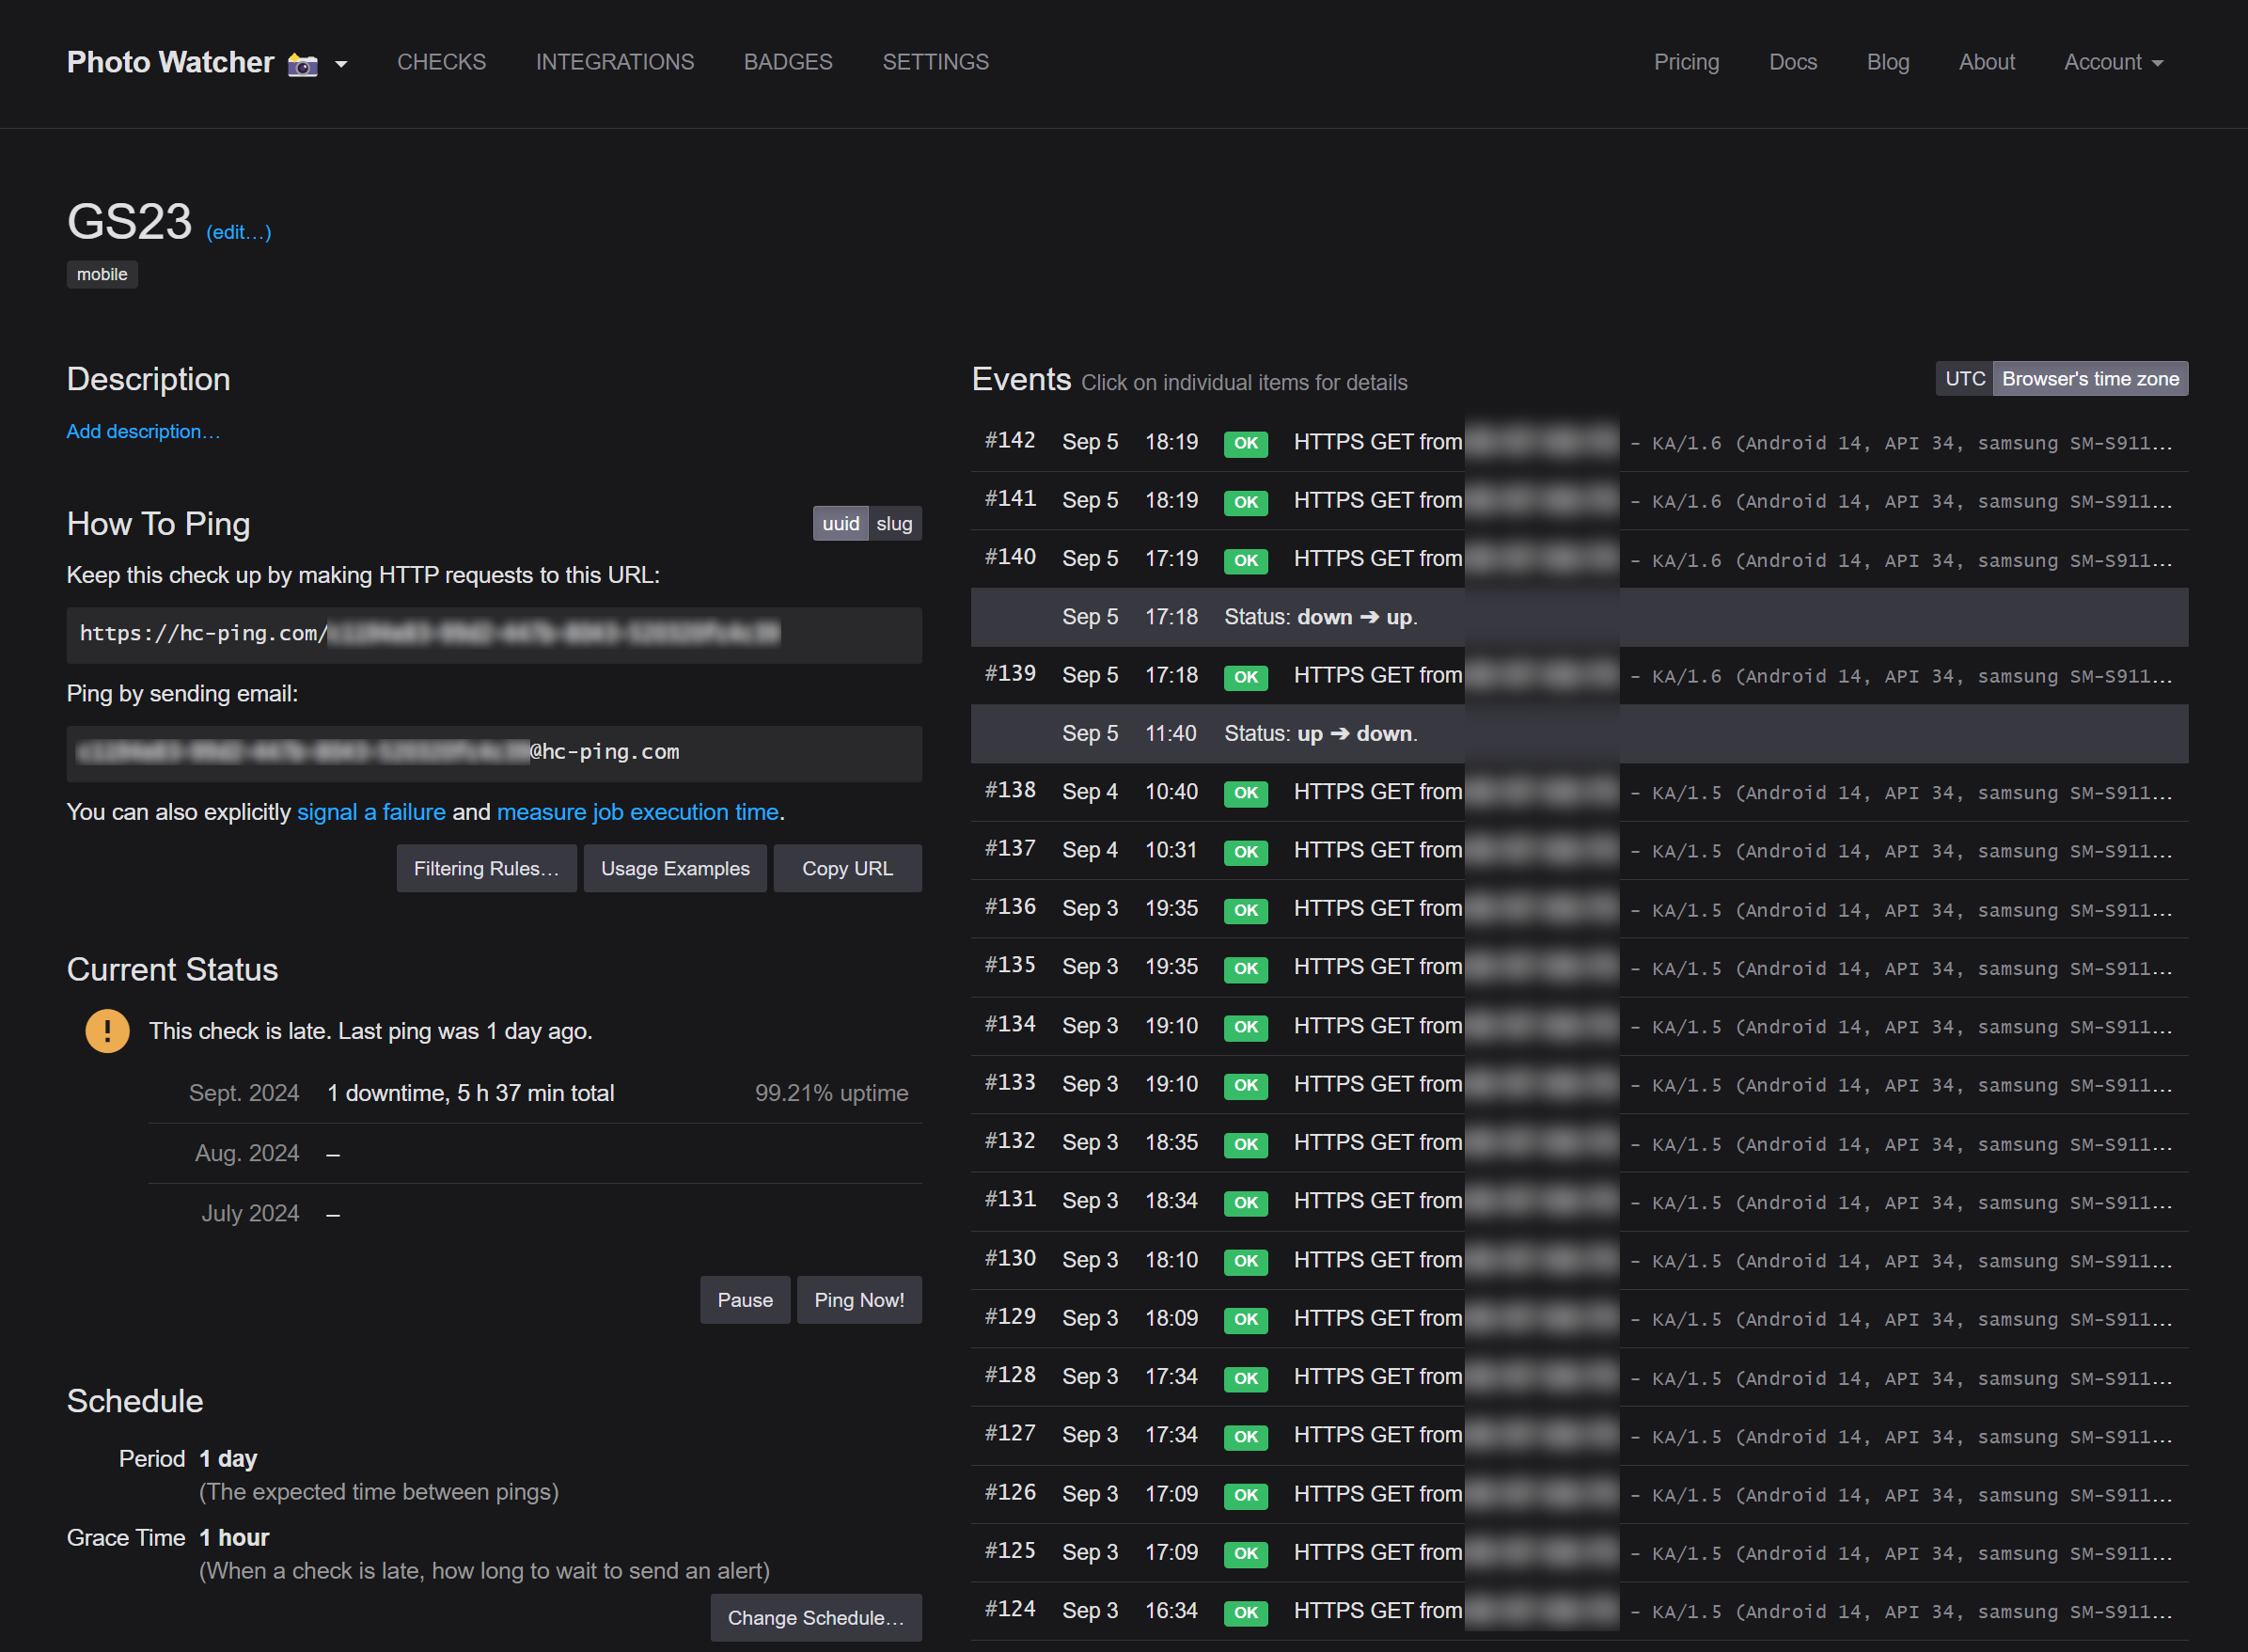 Photo Watcher
CHECKS INTEGRATIONS BADGES SETTINGS
Pricing Docs Blog About Account
GS23 (edit…)
mobile
Description
Add description…
How To Ping
uuid slug
Keep this check up by making HTTP requests to this URL:
https://hc-ping.com/
Ping by sending email:
@hc-ping.com
You can also explicitly signal a failure and measure job execution time.
Filtering Rules… Usage Examples Copy URL
Current Status
! This check is late. Last ping was 1 day ago.
Sept. 2024 1 downtime, 5 h 37 min total 99.21% uptime
Aug. 2024 –
July 2024 –
Pause Ping Now!
Schedule
Period 1 day
(The expected time between pings)
Grace Time 1 hour
(When a check is late, how long to wait to send an alert)
Change Schedule…
Events Click on individual items for details
UTC Browser's time zone
#142 Sep 5 18:19 OK HTTPS GET from - KA/1.6 (Android 14, API 34, samsung SM-S911...
#141 Sep 5 18:19 OK HTTPS GET from - KA/1.6 (Android 14, API 34, samsung SM-S911...
#140 Sep 5 17:19 OK HTTPS GET from - KA/1.6 (Android 14, API 34, samsung SM-S911...
Sep 5 17:18 Status: down ➔ up.
#139 Sep 5 17:18 OK HTTPS GET from - KA/1.6 (Android 14, API 34, samsung SM-S911...
Sep 5 11:40 Status: up ➔ down.
#138 Sep 4 10:40 OK HTTPS GET from - KA/1.5 (Android 14, API 34, samsung SM-S911...
#137 Sep 4 10:31 OK HTTPS GET from - KA/1.5 (Android 14, API 34, samsung SM-S911...
#136 Sep 3 19:35 OK HTTPS GET from - KA/1.5 (Android 14, API 34, samsung SM-S911...
#135 Sep 3 19:35 OK HTTPS GET from - KA/1.5 (Android 14, API 34, samsung SM-S911...
#134 Sep 3 19:10 OK HTTPS GET from - KA/1.5 (Android 14, API 34, samsung SM-S911...
#133 Sep 3 19:10 OK HTTPS GET from - KA/1.5 (Android 14, API 34, samsung SM-S911...
#132 Sep 3 18:35 OK HTTPS GET from - KA/1.5 (Android 14, API 34, samsung SM-S911...
#131 Sep 3 18:34 OK HTTPS GET from - KA/1.5 (Android 14, API 34, samsung SM-S911...
#130 Sep 3 18:10 OK HTTPS GET from - KA/1.5 (Android 14, API 34, samsung SM-S911...
#129 Sep 3 18:09 OK HTTPS GET from - KA/1.5 (Android 14, API 34, samsung SM-S911...
#128 Sep 3 17:34 OK HTTPS GET from - KA/1.5 (Android 14, API 34, samsung SM-S911...
#127 Sep 3 17:34 OK HTTPS GET from - KA/1.5 (Android 14, API 34, samsung SM-S911...
#126 Sep 3 17:09 OK HTTPS GET from - KA/1.5 (Android 14, API 34, samsung SM-S911...
#125 Sep 3 17:09 OK HTTPS GET from - KA/1.5 (Android 14, API 34, samsung SM-S911...
#124 Sep 3 16:34 OK HTTPS GET from - KA/1.5 (Android 14, API 34, samsung SM-S911...